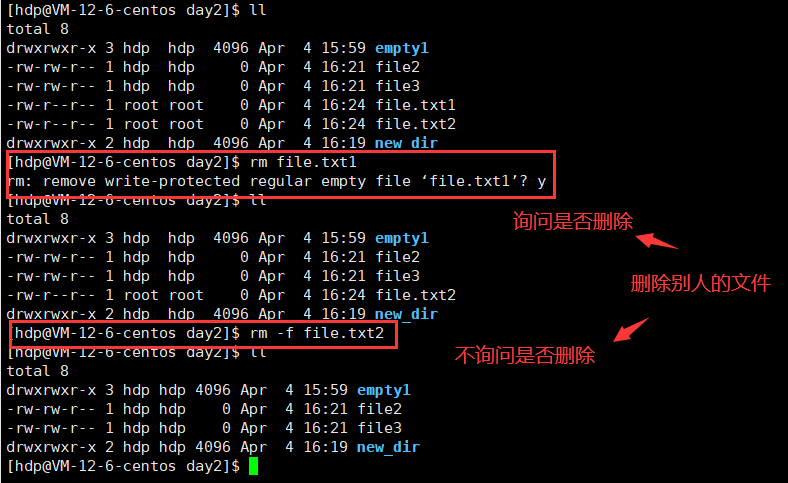 [hdp@VM-12-6-centos day2]$ ll
total 8
drwxrwxr-x 3 hdp  hdp  4096 Apr  4 15:59 empty1
-rw-rw-r-- 1 hdp  hdp     0 Apr  4 16:21 file2
-rw-rw-r-- 1 hdp  hdp     0 Apr  4 16:21 file3
-rw-r--r-- 1 root root    0 Apr  4 16:24 file.txt1
-rw-r--r-- 1 root root    0 Apr  4 16:24 file.txt2
drwxrwxr-x 2 hdp  hdp  4096 Apr  4 16:19 new_dir
[hdp@VM-12-6-centos day2]$ rm file.txt1
rm: remove write-protected regular empty file ‘file.txt1’? y
[hdp@VM-12-6-centos day2]$ ll
total 8
询问是否删除
drwxrwxr-x 3 hdp  hdp  4096 Apr  4 15:59 empty1
-rw-rw-r-- 1 hdp  hdp     0 Apr  4 16:21 file2
-rw-rw-r-- 1 hdp  hdp     0 Apr  4 16:21 file3
删除别人的文件
-rw-r--r-- 1 root root    0 Apr  4 16:24 file.txt2
drwxrwxr-x 2 hdp  hdp  4096 Apr  4 16:19 new_dir
[hdp@VM-12-6-centos day2]$ rm -f file.txt2
[hdp@VM-12-6-centos day2]$ ll
不询问是否删除
total 8
drwxrwxr-x 3 hdp hdp 4096 Apr  4 15:59 empty1
-rw-rw-r-- 1 hdp hdp    0 Apr  4 16:21 file2
-rw-rw-r-- 1 hdp hdp    0 Apr  4 16:21 file3
drwxrwxr-x 2 hdp hdp 4096 Apr  4 16:19 new_dir
[hdp@VM-12-6-centos day2]$